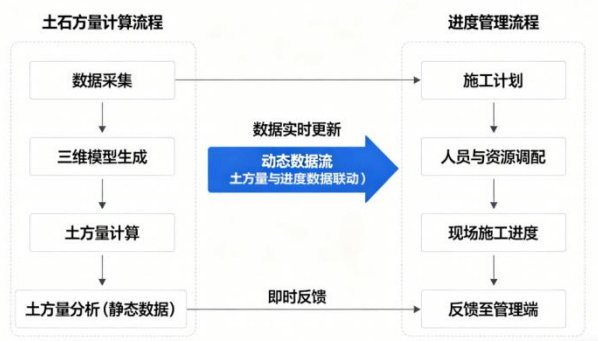 土石方量计算流程
进度管理流程
数据采集
施工计划
数据实时更新
三维模型生成
动态数据流
土方量与进度数据联动）
人员与资源调配
土方量计算
现场施工进度
土方量分析（静态数据）
即时反馈
反馈至管理端